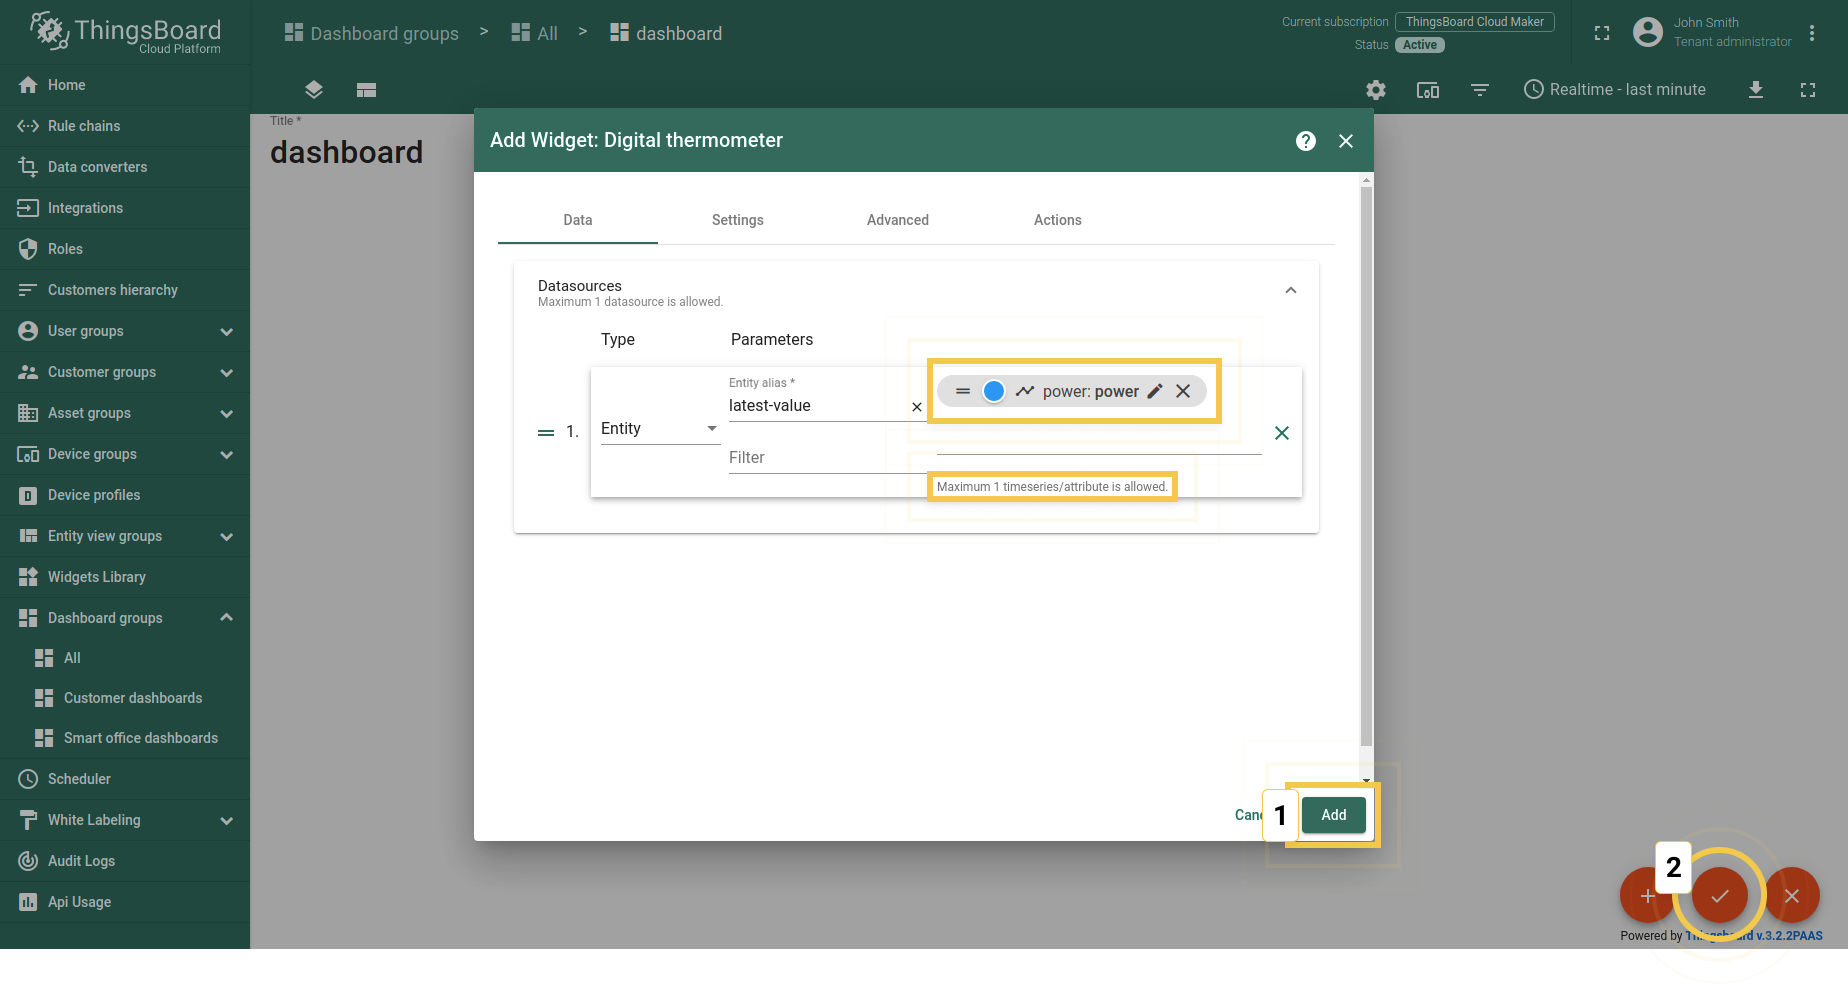 ThingsBoard
Cloud Platform
Dashboard groups > All > dashboard
Current subscription ThingsBoard Cloud Maker
Status Active
John Smith
Tenant administrator
Realtime - last minute
Home
Rule chains
Data converters
Integrations
Roles
Customers hierarchy
User groups
Customer groups
Asset groups
Device groups
Device profiles
Entity view groups
Widgets Library
Dashboard groups
All
Customer dashboards
Smart office dashboards
Scheduler
White Labeling
Audit Logs
Api Usage
Title *
dashboard
Add Widget: Digital thermometer
Data Settings Advanced Actions
Datasources
Maximum 1 datasource is allowed.
Type Parameters
1.
Entity
Entity alias *
latest-value
Filter
power: power
Maximum 1 timeseries/attribute is allowed.
1
Add
2
Powered by Thingsboard v.3.2.2PAAS